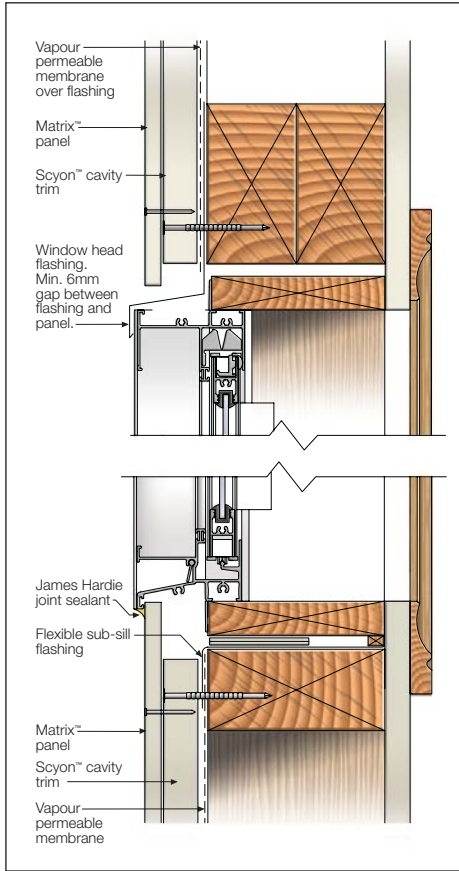 Vapour
permeable
membrane
over flashing
Matrix™
panel
Scyon™ cavity
trim
Window head
flashing.
Min. 6mm
gap between
flashing and
panel.
James Hardie
joint sealant
Flexible sub-sill
flashing
Matrix™
panel
Scyon™ cavity
trim
Vapour
permeable
membrane